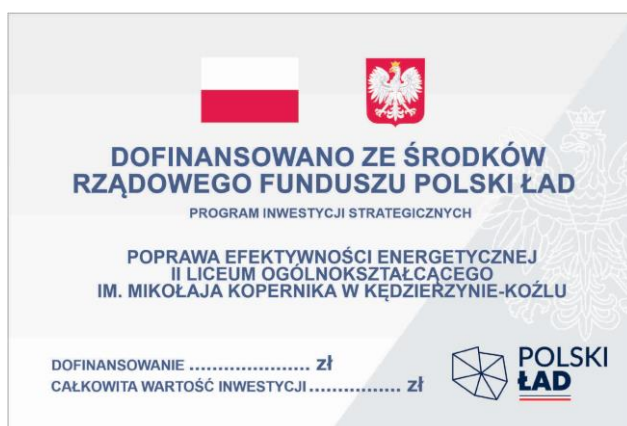 DOFINANSOWANO ZE ŚRODKÓW
RZĄDOWEGO FUNDUSZU POLSKI ŁAD
PROGRAM INWESTYCJI STRATEGICZNYCH
POPRAWA EFEKTYWNOŚCI ENERGETYCZNEJ
II LICEUM OGÓLNOKSZTAŁCĄCEGO
IM. MIKOŁAJA KOPERNIKA W KĘDZIERZYNIE-KOŹLU
DOFINANSOWANIE ...................... zł
CAŁKOWITA WARTOŚĆ INWESTYCJI ................ zł
POLSKI
ŁAD